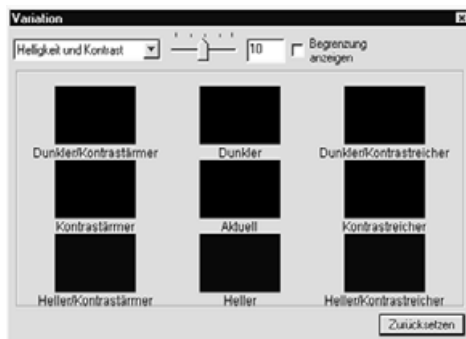 Variation
Helligkeit und Kontrast
10
Begrenzung
anzeigen
Dunkler/Kontrastärmer Dunkler Dunkler/Kontrastreicher
Kontrastärmer Aktuell Kontrastreicher
Heller/Kontrastärmer Heller Heller/Kontrastreicher
Zurücksetzen